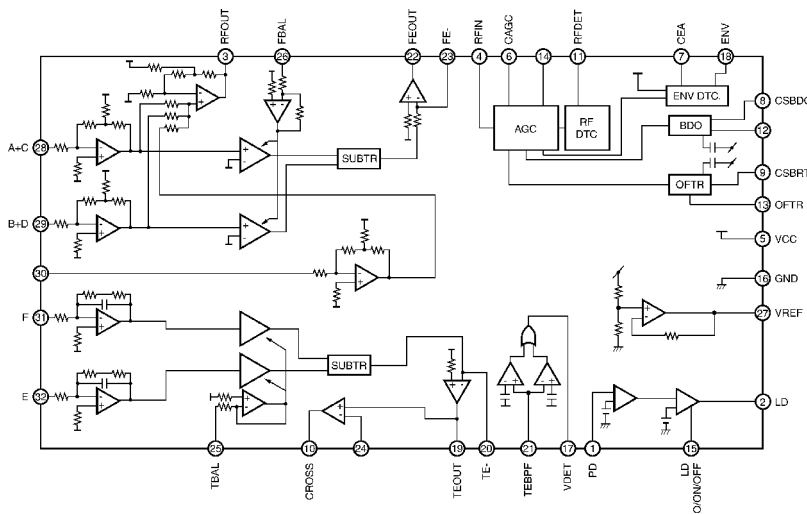 RFOUT
FBAL
FEOUT
FE-
RFIN
CAGC
RFDET
CEA
ENV
3
26
22
23
4
6
14
11
7
18
ENV DTC.
8 CSBDO
AGC
RF
DTC
BDO
12
A+C
28
SUBTR
OFTR
9 CSBRT
13 OFTR
B+D
29
5 VCC
30
16 GND
F
31
27 VREF
SUBTR
E
32
2 LD
25
10
24
19
20
21
17
1
15
TBAL
CROSS
TEOUT
TE-
TEBPF
VDET
PD
LD
O/ON/OFF